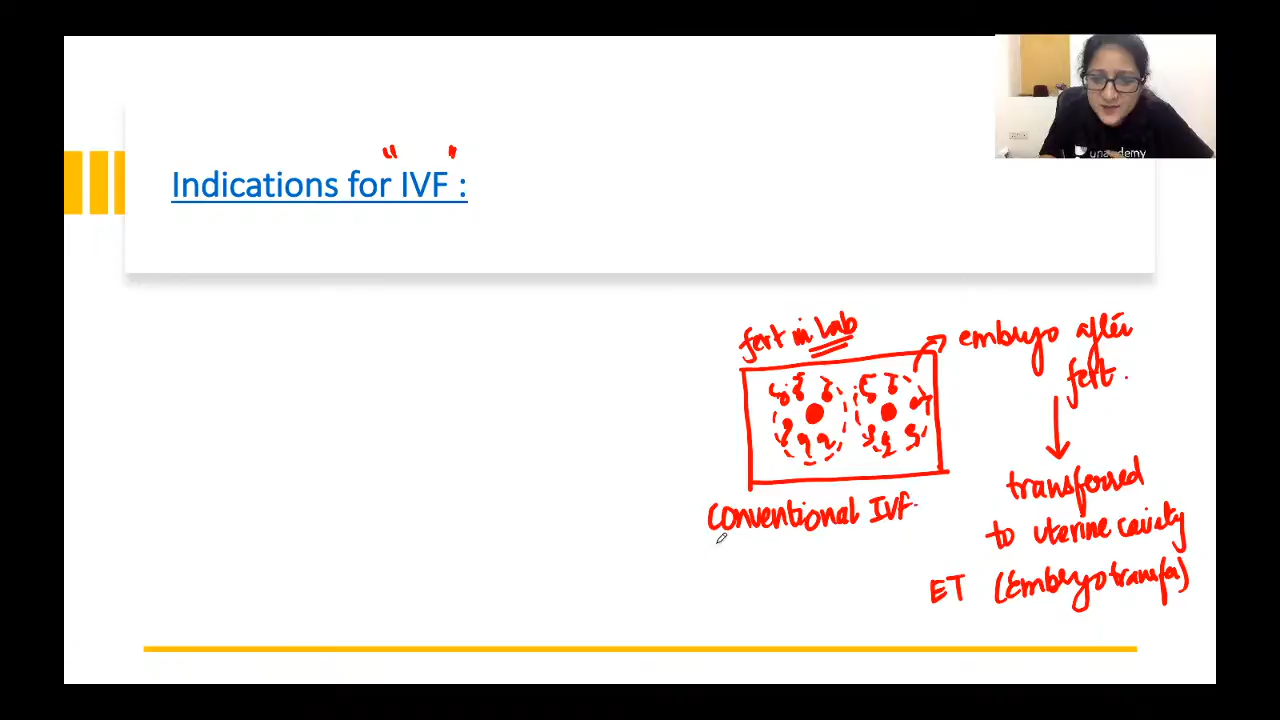 Indications for "IVF" :
fert in Lab
embryo after
fert.
transferred
to uterine cavity
ET (Embryo transfer)
Conventional IVF.
unacademy